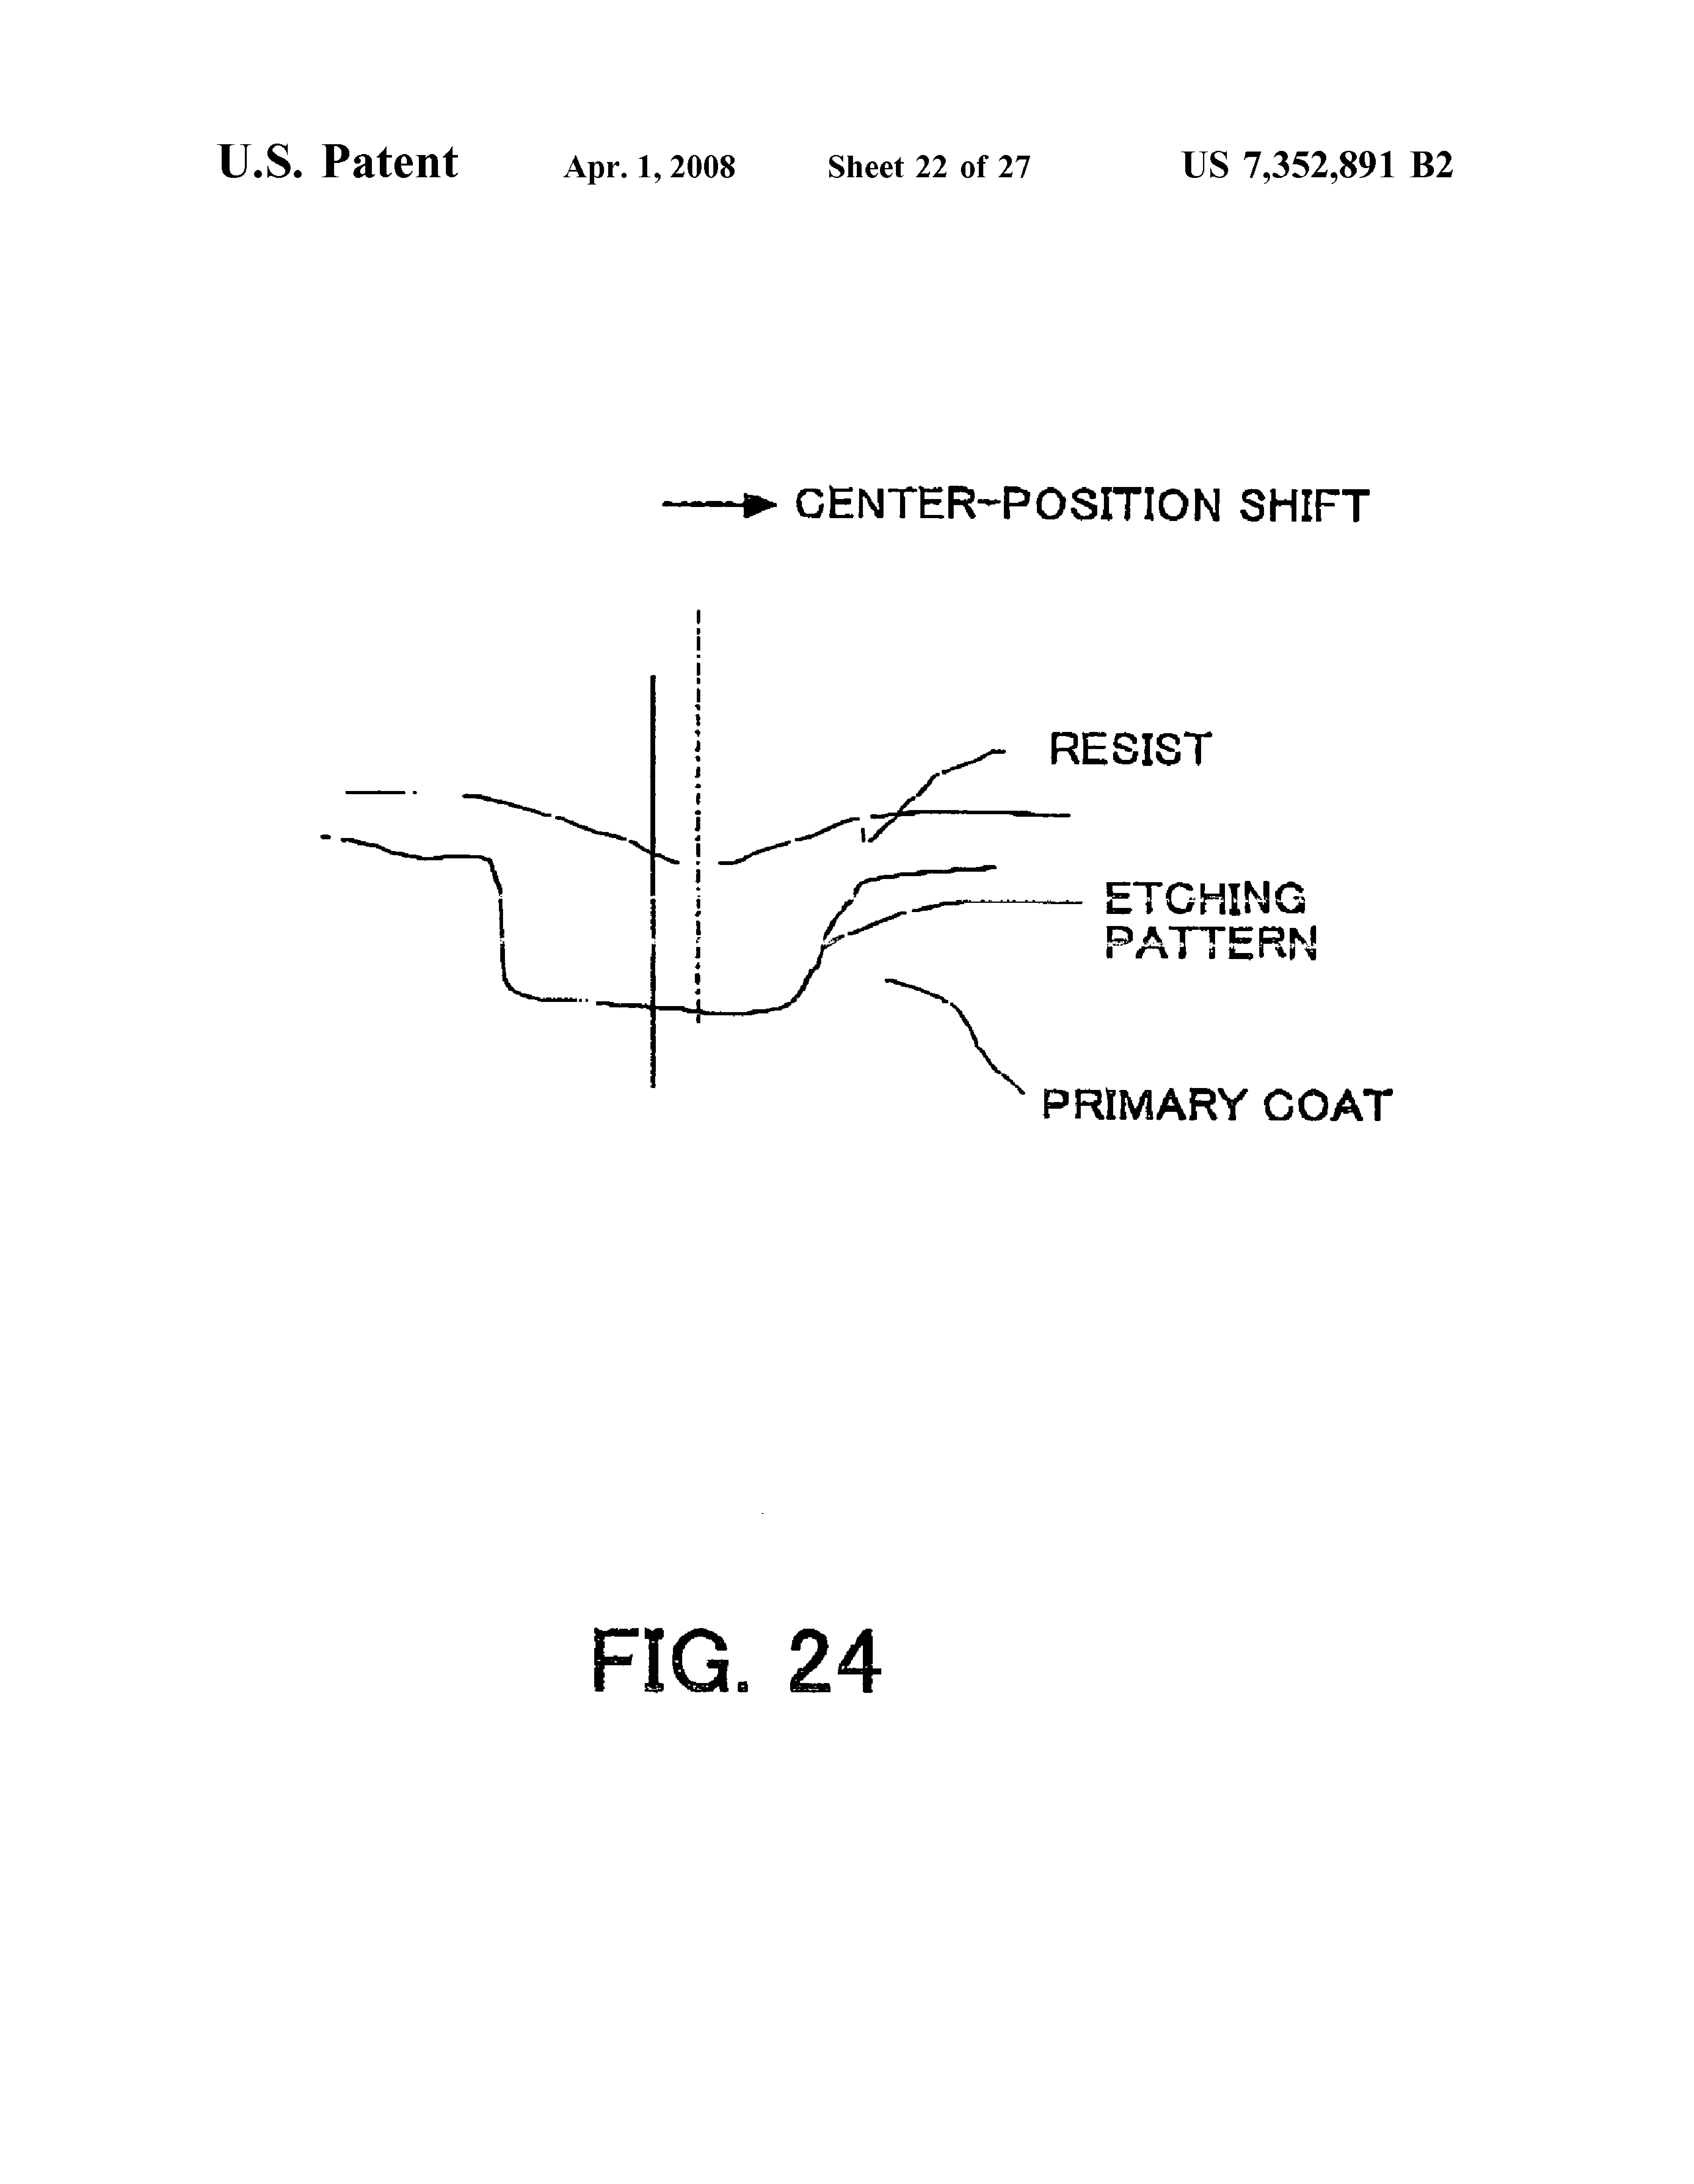 U.S. Patent Apr. 1, 2008 Sheet 22 of 27 US 7,352,891 B2
CENTER-POSITION SHIFT
RESIST
ETCHING
PATTERN
PRIMARY COAT
FIG. 24